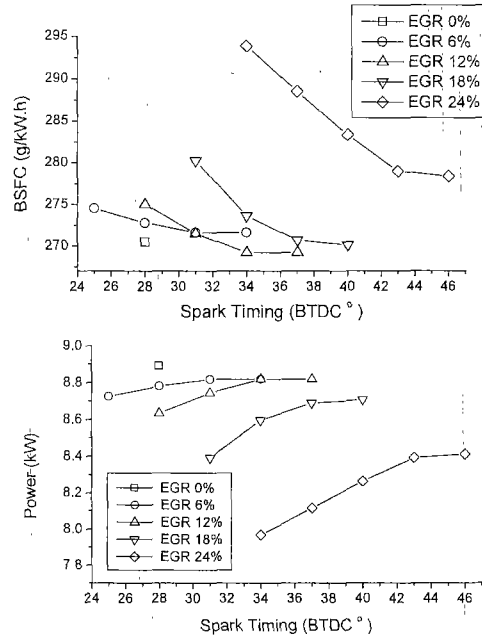 EGR 0%
EGR 6%
EGR 12%
EGR 18%
EGR 24%
295
290
285
280
275
270
BSFC (g/kW.h)
24 26 28 30 32 34 36 38 40 42 44 46
Spark Timing (BTDC °)
9.0
8.8
8.6
8.4
8.2
8.0
7.8
Power (kW)
EGR 0%
EGR 6%
EGR 12%
EGR 18%
EGR 24%
24 26 28 30 32 34 36 38 40 42 44 46
Spark Timing (BTDC °)